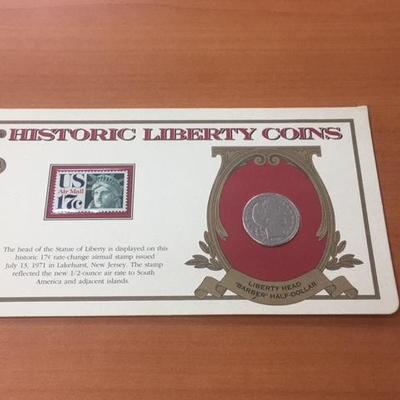 HISTORIC LIBERTY COINS
US
Air Mail
17c
The head of the Statue of Liberty is displayed on this
historic 17¢ rate-change airmail stamp issued
July 13, 1971 in Lakehurst, New Jersey. The stamp
reflected the new 1/2-ounce air rate to South
America and adjacent islands.
LIBERTY HEAD
"BARBER" HALF-DOLLAR